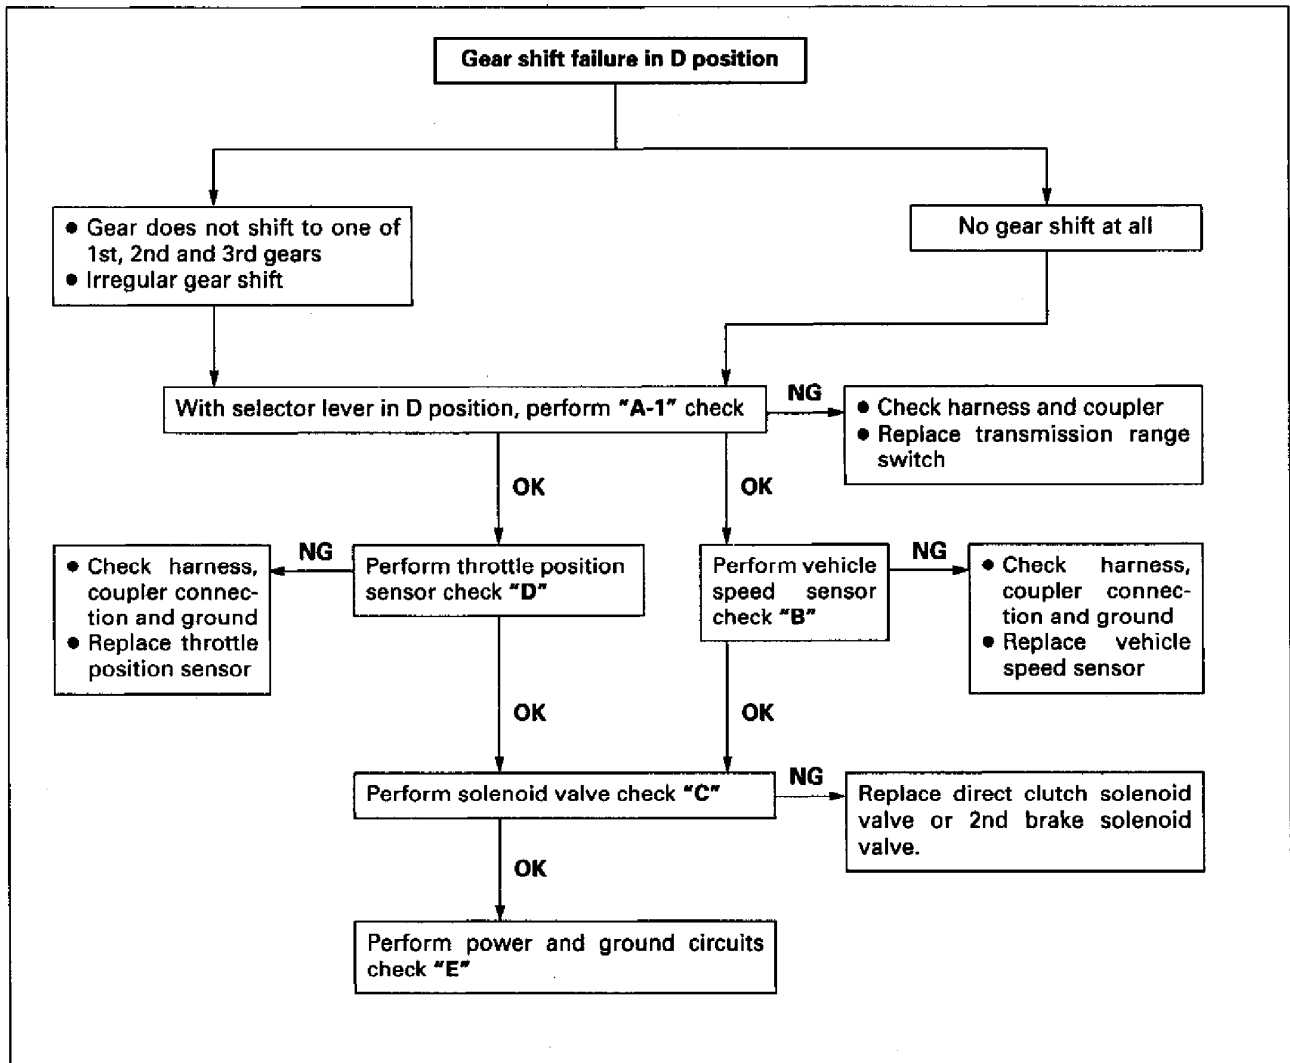 Gear shift failure in D position
● Gear does not shift to one of
1st, 2nd and 3rd gears
● Irregular gear shift
No gear shift at all
With selector lever in D position, perform "A-1" check
NG
● Check harness and coupler
● Replace transmission range
switch
OK
OK
● Check harness,
coupler connec-
tion and ground
● Replace throttle
position sensor
NG
Perform throttle position
sensor check "D"
Perform vehicle
speed sensor
check "B"
NG
● Check harness,
coupler connec-
tion and ground
● Replace vehicle
speed sensor
OK
OK
Perform solenoid valve check "C"
NG
Replace direct clutch solenoid
valve or 2nd brake solenoid
valve.
OK
Perform power and ground circuits
check "E"